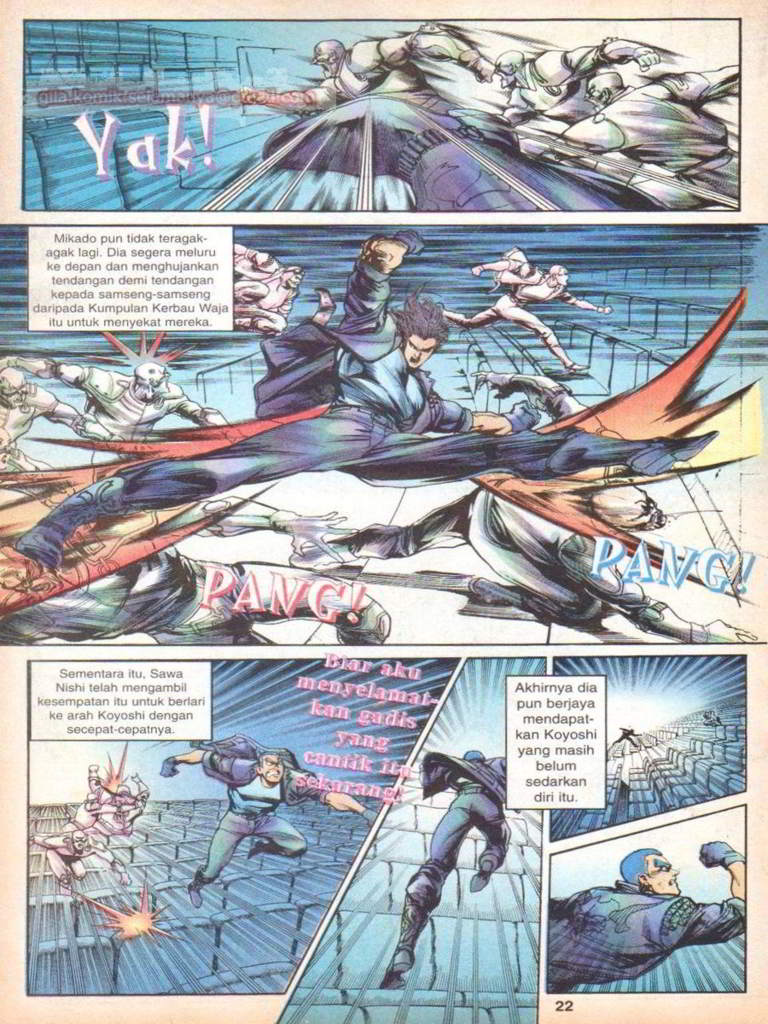 Yak!
Mikado pun tidak teragak-
agak lagi. Dia segera meluru
ke depan dan menghujankan
tendangan demi tendangan
kepada samseng-samseng
daripada Kumpulan Kerbau Waja
itu untuk menyekat mereka.
PANG!
PANG!
Sementara itu, Sawa
Nishi telah mengambil
kesempatan itu untuk berlari
ke arah Koyoshi dengan
secepat-cepatnya.
Biar aku
menyelamat-
kan gadis
yang
cantik itu
sekarang!
Akhirnya dia
pun berjaya
mendapat-
kan Koyoshi
yang masih
belum
sedarkan
diri itu.
22